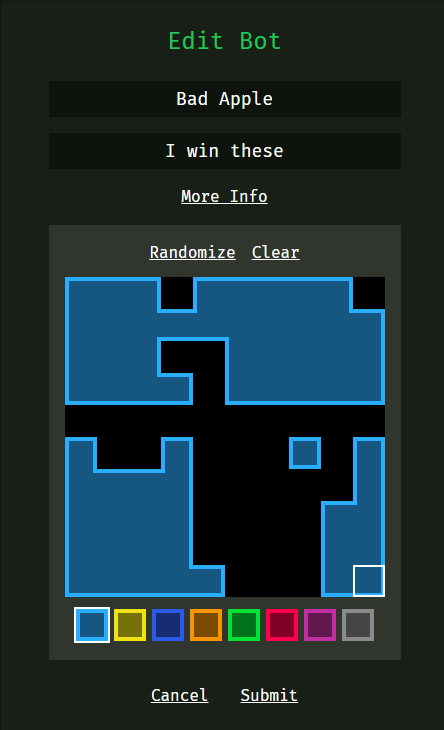 Edit Bot
Bad Apple
I win these
More Info
Randomize Clear
Cancel Submit